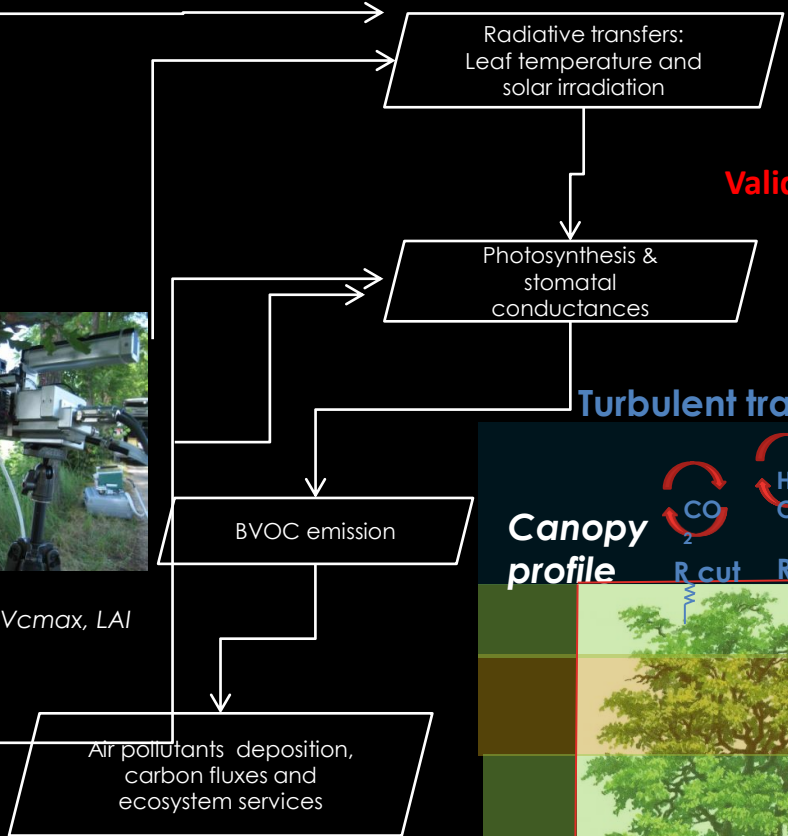 Radiative transfers:
Leaf temperature and
solar irradiation
Photosynthesis &
stomatal
conductances
CO
2
Canopy
profile
R cut
BVOC emission
Vcmax, LAI
Air pollutants deposition,
carbon fluxes and
ecosystem services
Turbulent